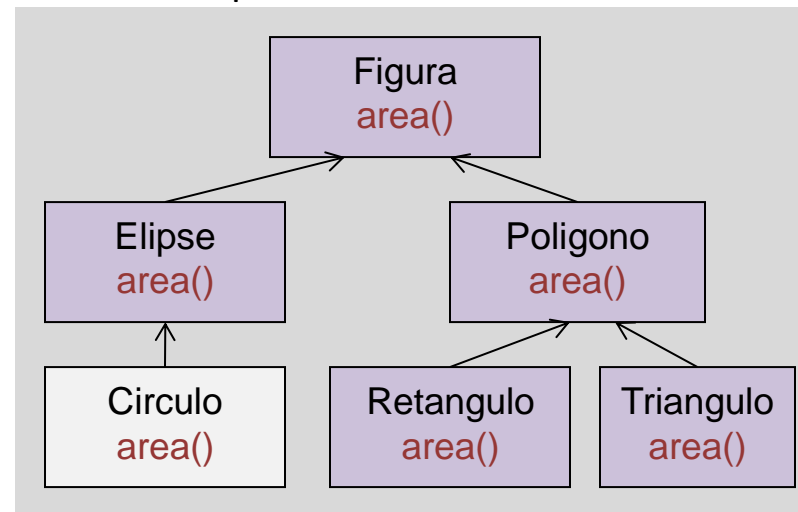 Figura
area()
Elipse
area()
Poligono
area()
Circulo
area()
Retangulo
area()
Triangulo
area()